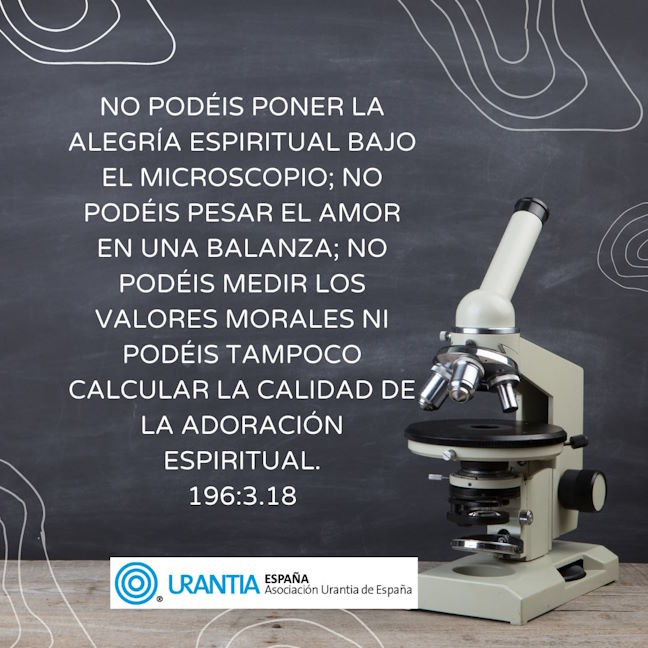 NO PODÉIS PONER LA
ALEGRÍA ESPIRITUAL BAJO
EL MICROSCOPIO; NO
PODÉIS PESAR EL AMOR
EN UNA BALANZA; NO
PODÉIS MEDIR LOS
VALORES MORALES NI
PODÉIS TAMPOCO
CALCULAR LA CALIDAD DE
LA ADORACIÓN
ESPIRITUAL.
196:3.18
® URANTIA ESPAÑA
Asociación Urantia de España